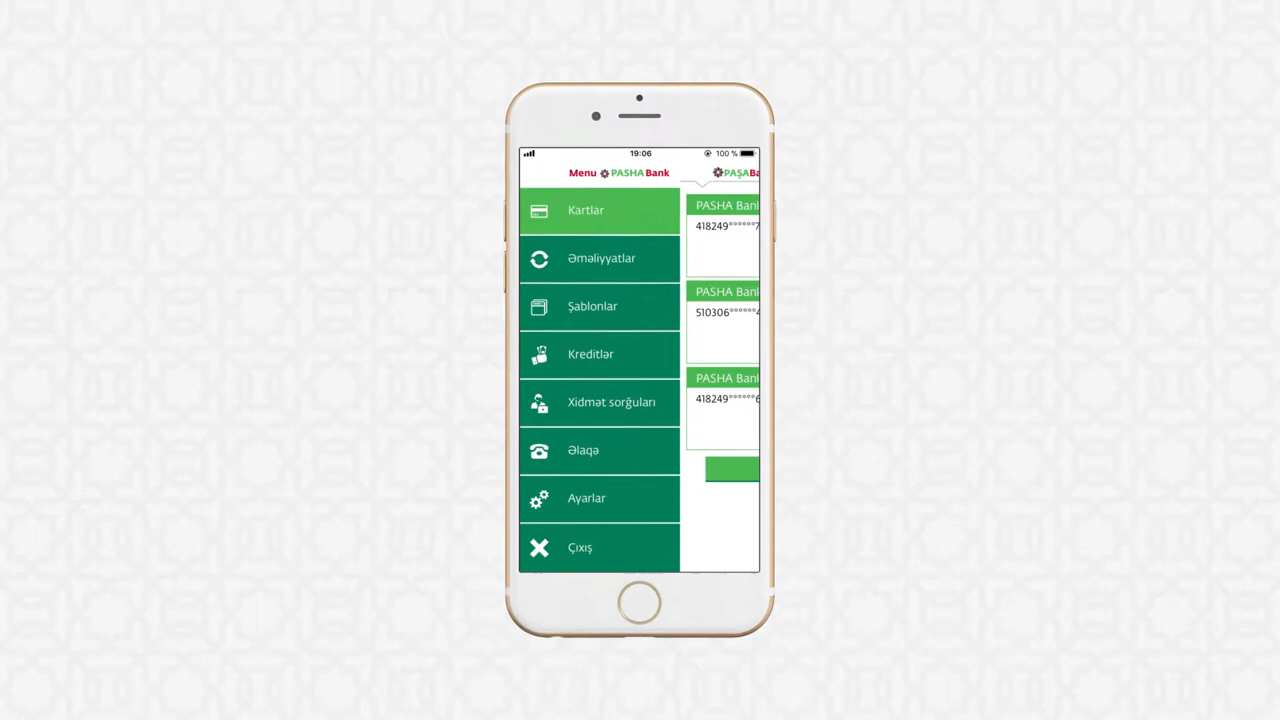 19:06
100 %
Menu PASHA Bank
PAŞABa
Kartlar
Əməliyyatlar
Şablonlar
Kreditlər
Xidmət sorğuları
Əlaqə
Ayarlar
Çıxış
PASHA Bank
418249******7
PASHA Bank
510306******4
PASHA Bank
418249******6